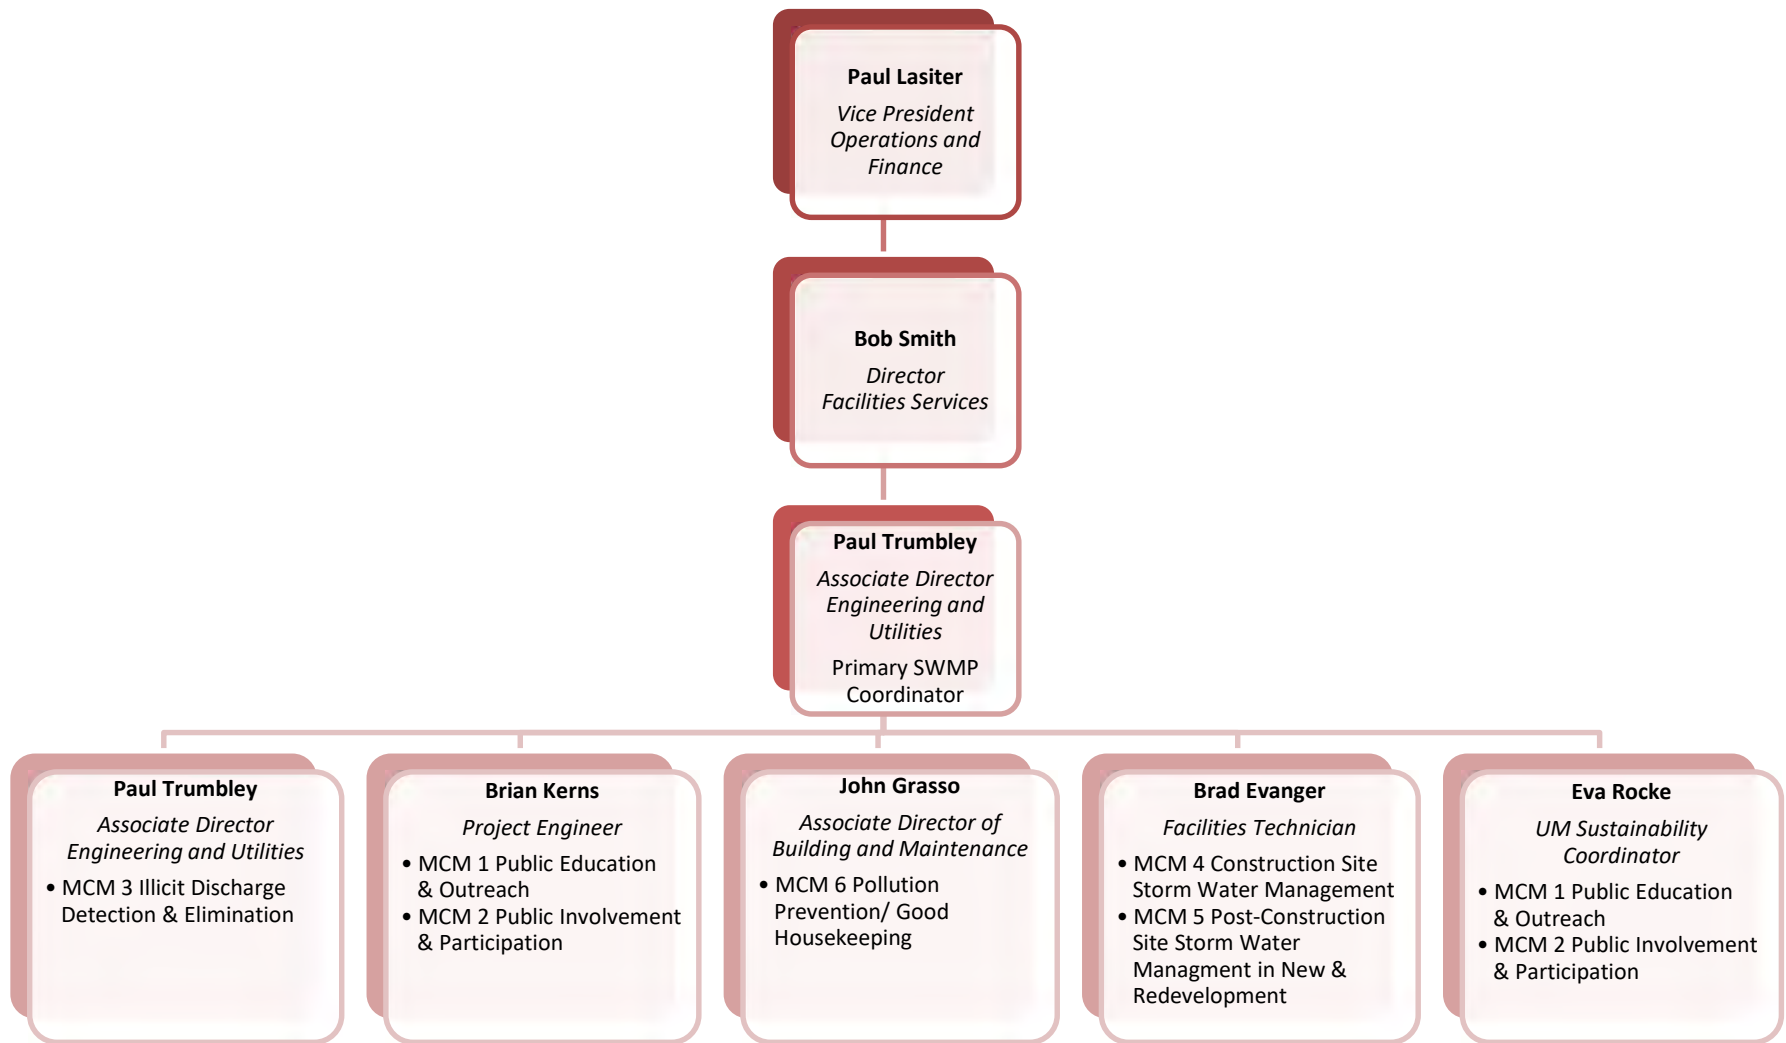 Paul Lasiter
Vice President
Operations and
Finance
Bob Smith
Director
Facilities Services
Paul Trumbley
Associate Director
Engineering and
Utilities
Primary SWMP
Coordinator
Paul Trumbley
Associate Director
Engineering and Utilities
• MCM 3 Illicit Discharge
Detection & Elimination
Brian Kerns
Project Engineer
• MCM 1 Public Education
& Outreach
• MCM 2 Public Involvement
& Participation
John Grasso
Associate Director of
Building and Maintenance
• MCM 6 Pollution
Prevention/ Good
Housekeeping
Brad Evanger
Facilities Technician
• MCM 4 Construction Site
Storm Water Management
• MCM 5 Post-Construction
Site Storm Water
Managment in New &
Redevelopment
Eva Rocke
UM Sustainability
Coordinator
• MCM 1 Public Education
& Outreach
• MCM 2 Public Involvement
& Participation